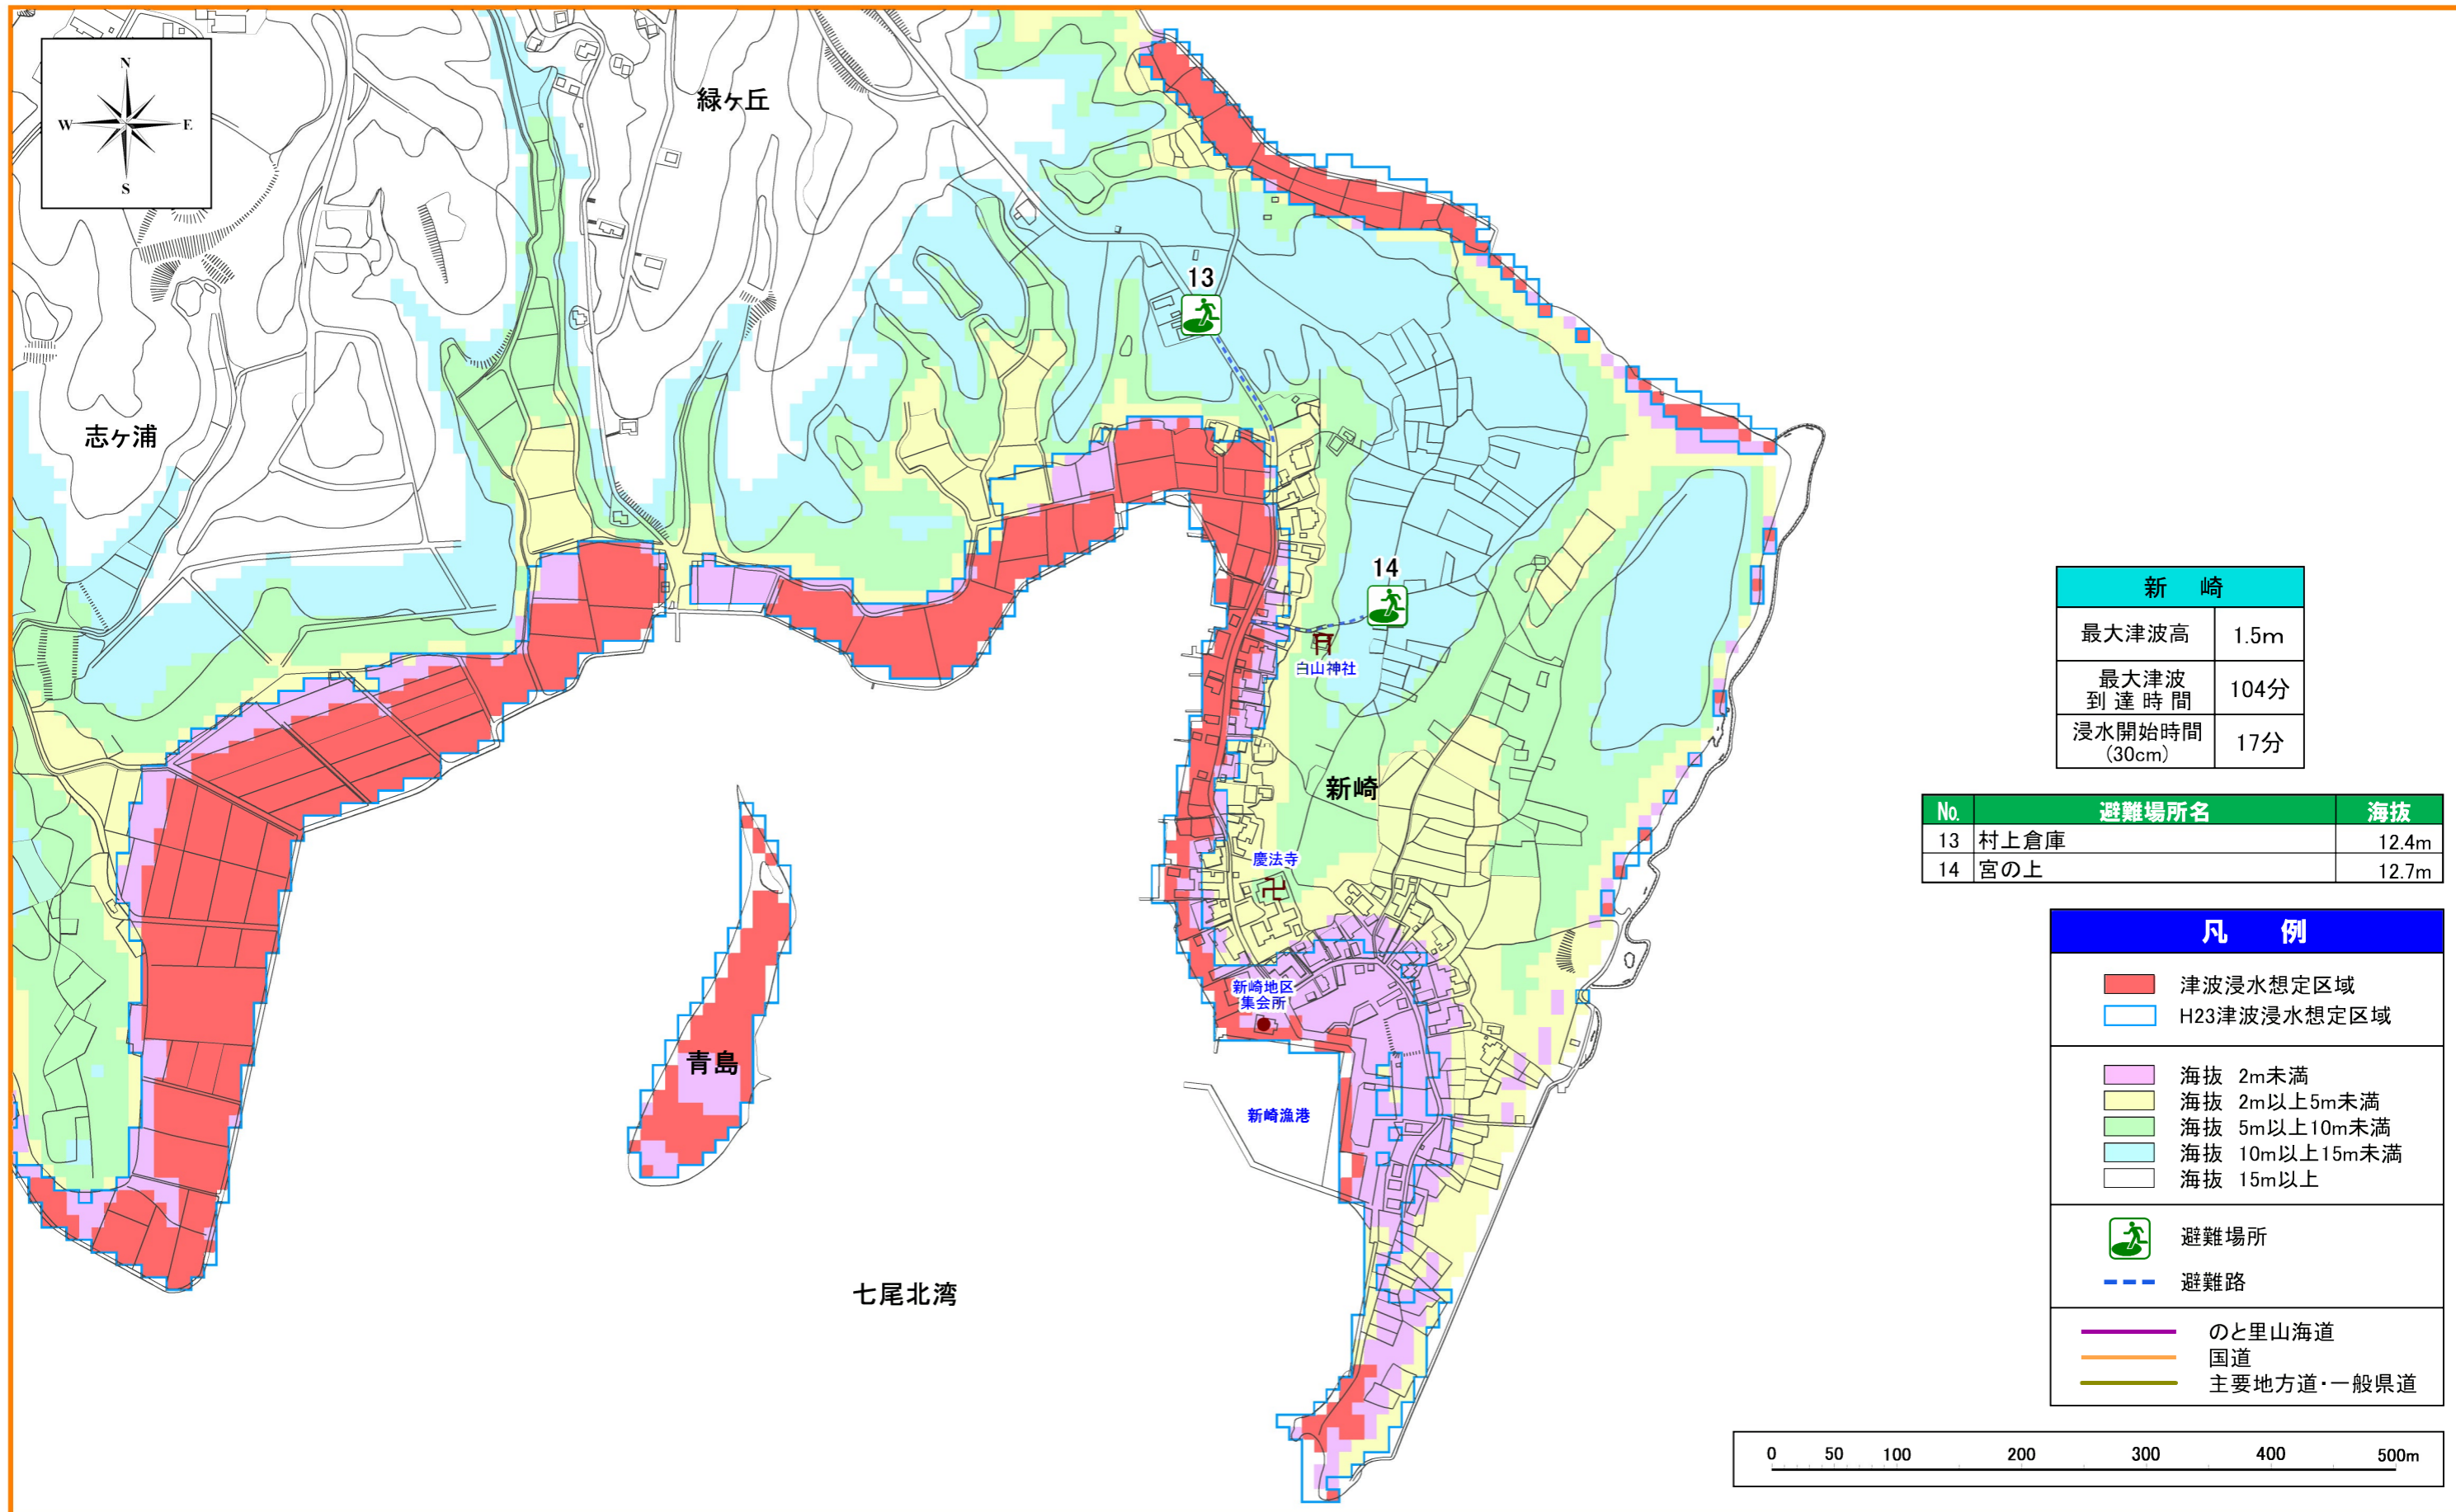 N
W
E
S
緑ヶ丘
志ヶ浦
13
14
白山神社
新崎
慶法寺
新崎地区
集会所
青島
新崎漁港
七尾北湾
新 崎
最大津波高 1.5m
最大津波
到達時間 104分
浸水開始時間
(30cm) 17分
No. 避難場所名 海抜
13 村上倉庫 12.4m
14 宮の上 12.7m
凡 例
津波浸水想定区域
H23津波浸水想定区域
海抜 2m未満
海抜 2m以上5m未満
海抜 5m以上10m未満
海抜 10m以上15m未満
海抜 15m以上
避難場所
避難路
のと里山海道
国道
主要地方道・一般県道
0 50 100 200 300 400 500m